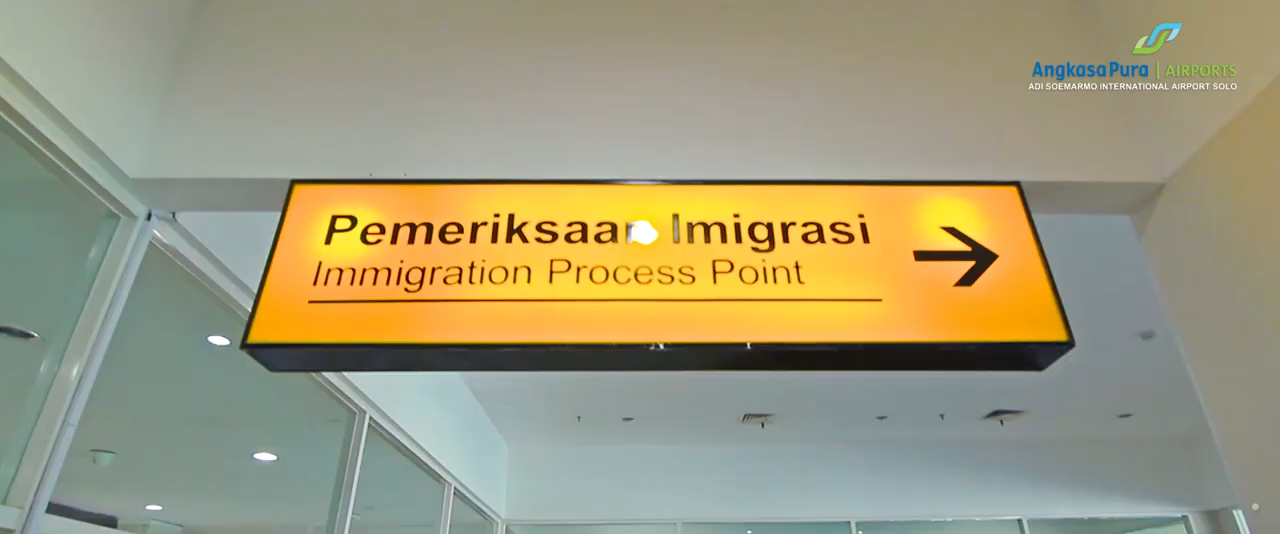 AngkasaPura | AIRPORTS
ADI SOEMARMO INTERNATIONAL AIRPORT SOLO
Pemeriksaan Imigrasi
Immigration Process Point